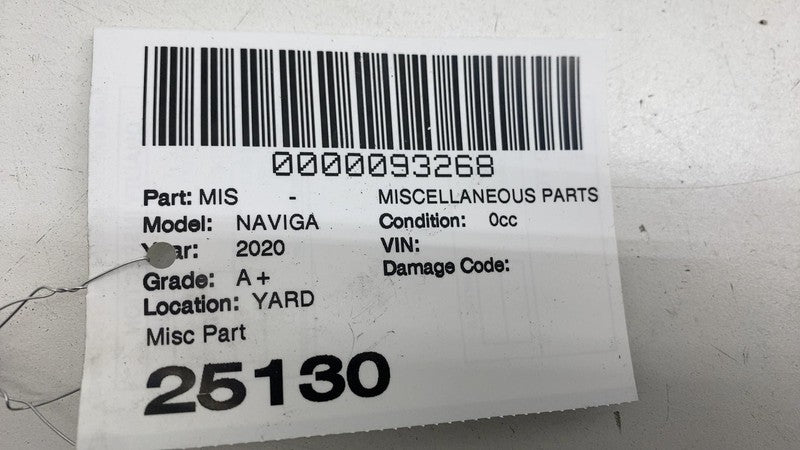 0000093268
Part: MIS - MISCELLANEOUS PARTS
Model: NAVIGA Condition: 0cc
2020 VIN:
Grade: A+ Damage Code:
Location: YARD
Misc Part
25130